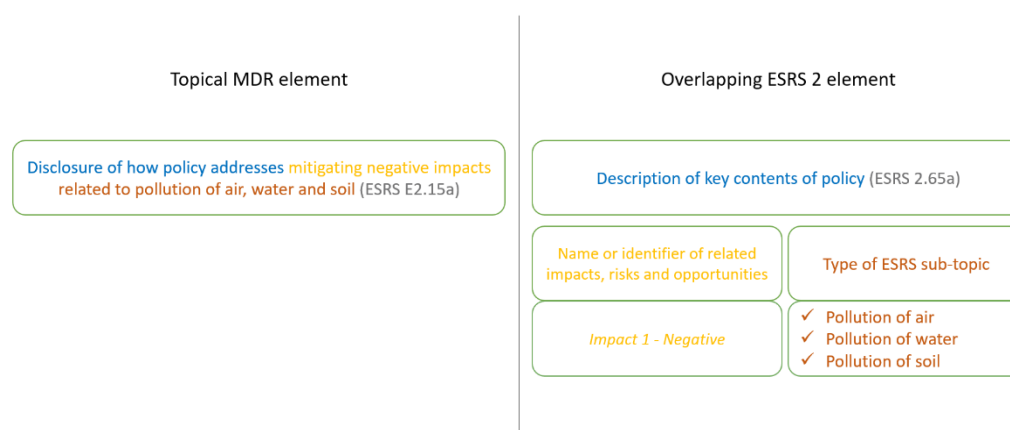 Topical MDR element
Disclosure of how policy addresses mitigating negative impacts
related to pollution of air, water and soil (ESRS E2.15a)
Overlapping ESRS 2 element
Description of key contents of policy (ESRS 2.65a)
Name or identifier of related
impacts, risks and opportunities
Type of ESRS sub-topic
Impact 1 - Negative
✓ Pollution of air
✓ Pollution of water
✓ Pollution of soil